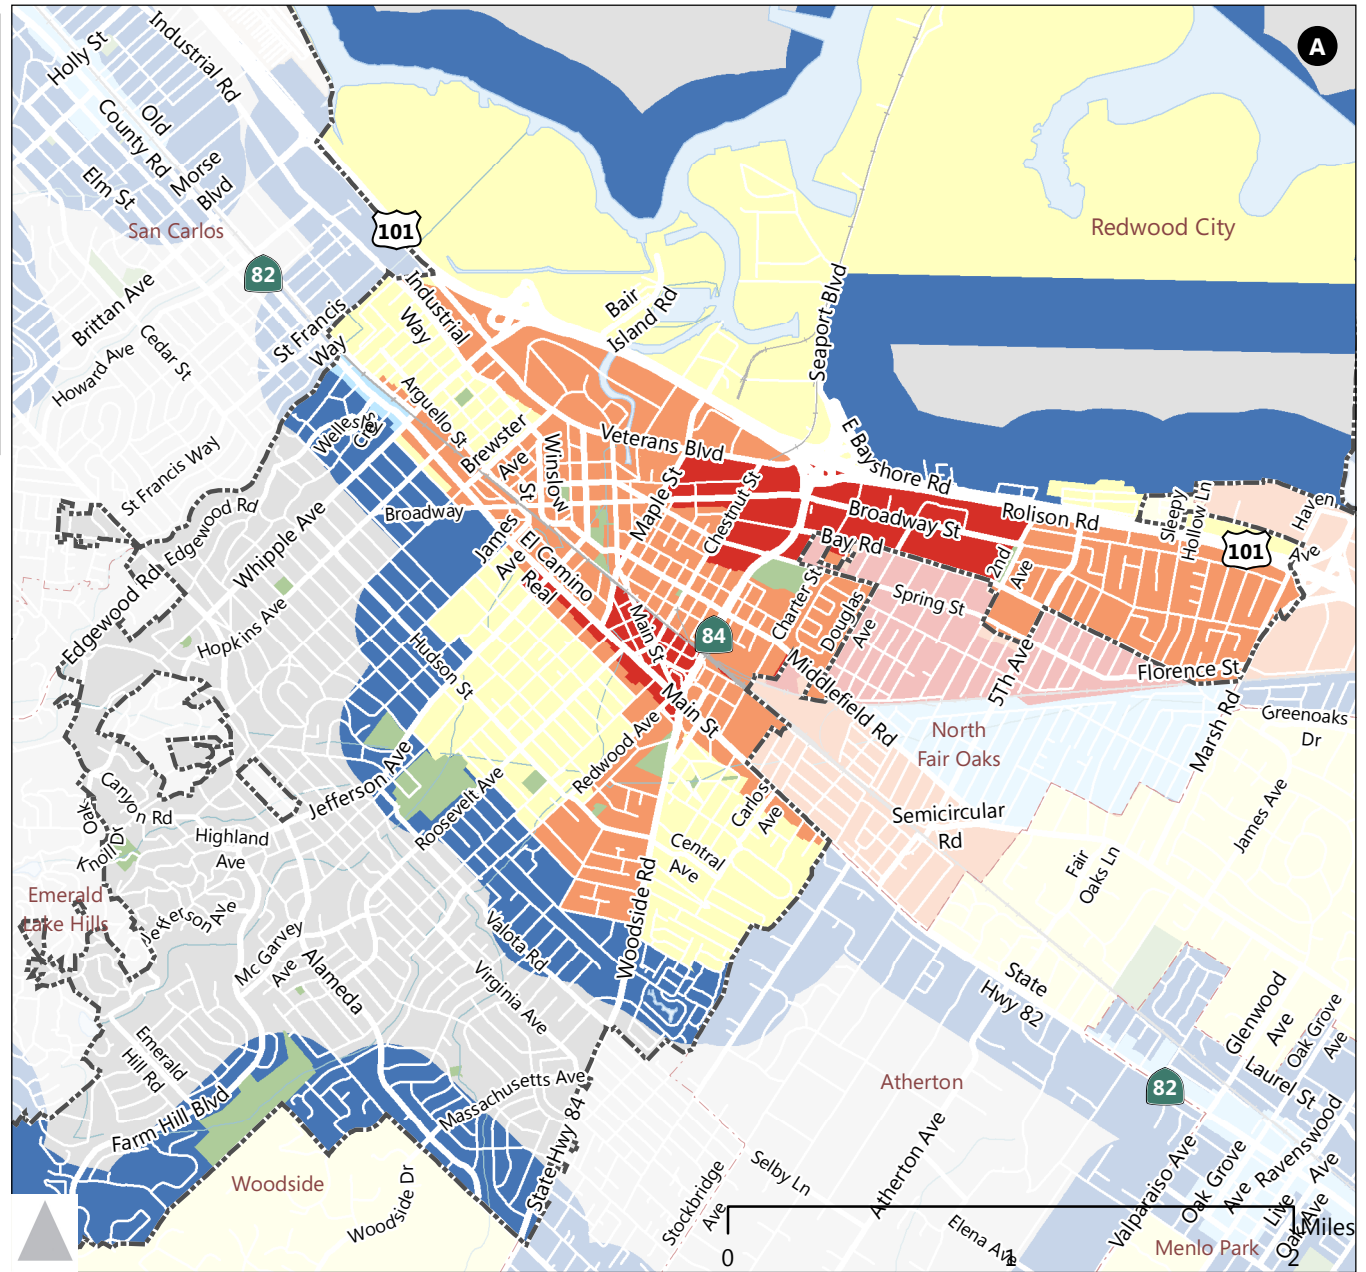 A
Holly St
Industrial Rd
Old
County Rd
Morse
Blvd
Elm St
San Carlos
101
Redwood City
82
Brittan Ave
Cedar St
Howard Ave
St Francis
Way
Industrial
Way
Bair
Island Rd
Seaport Blvd
Arguello St
Wellesley
Brewster
Ave
Winslow
St
Veterans Blvd
E Bayshore Rd
St Francis Way
Edgewood Rd
Whipple Ave
Broadway
Maple St
Chestnut St
Broadway St
Rolison Rd
Sleepy
Hollow Ln
Haven
Ave
101
James
Ave
El Camino
Real
Bay Rd
2nd
Ave
Edgewood Rd
Hopkins Ave
Main St
84
Charter St
Douglas
Ave
Spring St
Hudson St
Middlefield Rd
5Th Ave
Florence St
Main St
North
Fair Oaks
Marsh Rd
Greenoaks
Dr
Redwood Ave
Canyon Rd
Oak
Knoll Dr
Highland
Ave
Jefferson Ave
Roosevelt Ave
Carlos
Ave
Semicircular
Rd
James Ave
Central
Ave
Fair
Oaks Ln
Emerald
Lake Hills
Jefferson Ave
Mc Garvey
Ave
Alameda
Valota Rd
Woodside Rd
Virginia Ave
State
Hwy 82
Glenwood
Ave
Oak Grove
Ave
Emerald
Hill Rd
Massachusetts Ave
Atherton
82
Laurel St
Farm Hill Blvd
State Hwy 84
Atherton Ave
Woodside
Woodside Dr
Stockbridge
Ave
Selby Ln
Elena Ave
Valparaiso Ave
Oak Grove
Ave
Ravenswood
Ave
Live
Oak Ave
Menlo Park
0
1
2
Miles